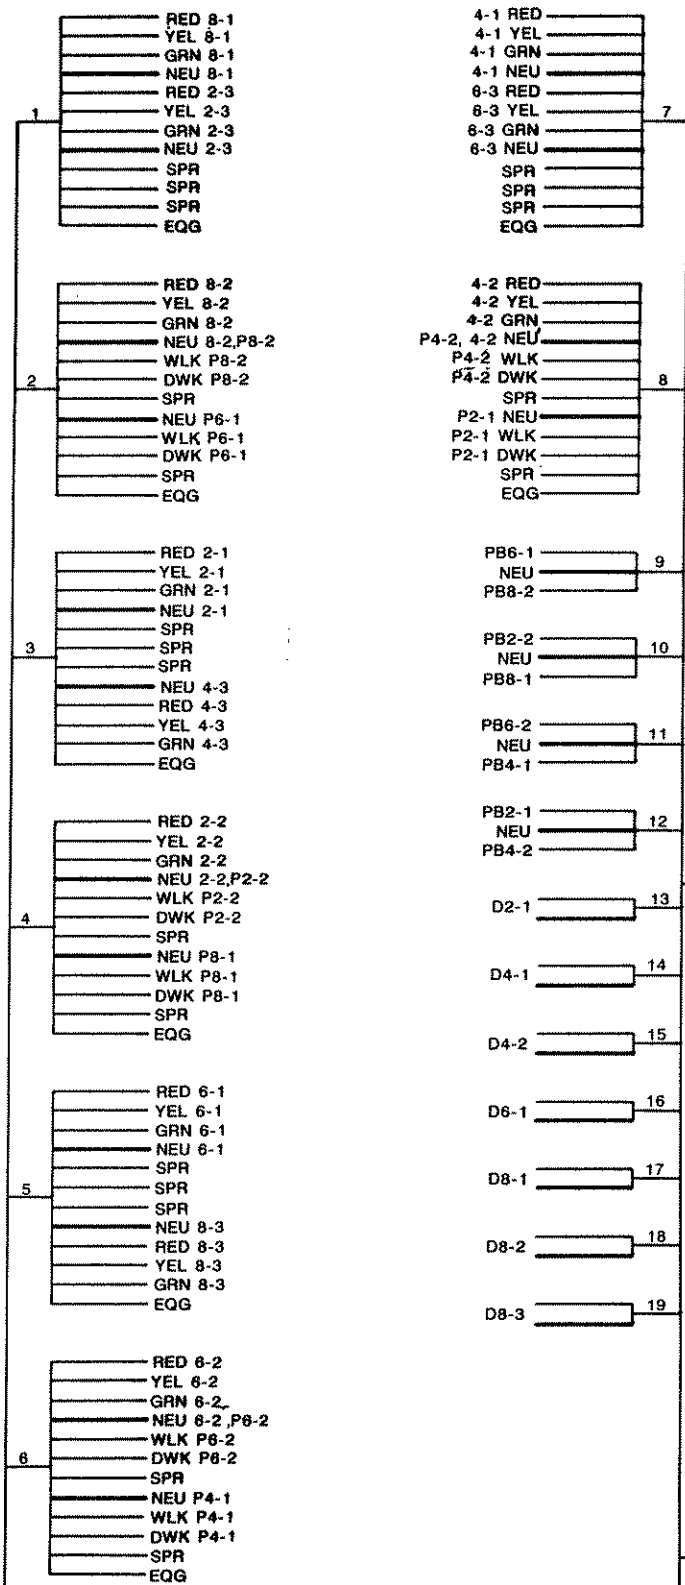 1
RED 8-1
YEL 8-1
GRN 8-1
NEU 8-1
RED 2-3
YEL 2-3
GRN 2-3
NEU 2-3
SPR
SPR
SPR
EQG
2
RED 8-2
YEL 8-2
GRN 8-2
NEU 8-2,P8-2
WLK P8-2
DWK P8-2
SPR
NEU P6-1
WLK P6-1
DWK P6-1
SPR
EQG
3
RED 2-1
YEL 2-1
GRN 2-1
NEU 2-1
SPR
SPR
SPR
NEU 4-3
RED 4-3
YEL 4-3
GRN 4-3
EQG
4
RED 2-2
YEL 2-2
GRN 2-2
NEU 2-2,P2-2
WLK P2-2
DWK P2-2
SPR
NEU P8-1
WLK P8-1
DWK P8-1
SPR
EQG
5
RED 6-1
YEL 6-1
GRN 6-1
NEU 6-1
SPR
SPR
SPR
NEU 8-3
RED 8-3
YEL 8-3
GRN 8-3
EQG
6
RED 6-2
YEL 6-2
GRN 6-2
NEU 6-2,P6-2
WLK P6-2
DWK P6-2
SPR
NEU P4-1
WLK P4-1
DWK P4-1
SPR
EQG
4-1 RED
4-1 YEL
4-1 GRN
4-1 NEU
6-3 RED
6-3 YEL
6-3 GRN
6-3 NEU
SPR
SPR
SPR
EQG
7
4-2 RED
4-2 YEL
4-2 GRN
P4-2, 4-2 NEU
P4-2 WLK
P4-2 DWK
SPR
P2-1 NEU
P2-1 WLK
P2-1 DWK
SPR
EQG
8
PB6-1
NEU
PB8-2
9
PB2-2
NEU
PB8-1
10
PB6-2
NEU
PB4-1
11
PB2-1
NEU
PB4-2
12
D2-1 13
D4-1 14
D4-2 15
D6-1 16
D8-1 17
D8-2 18
D8-3 19